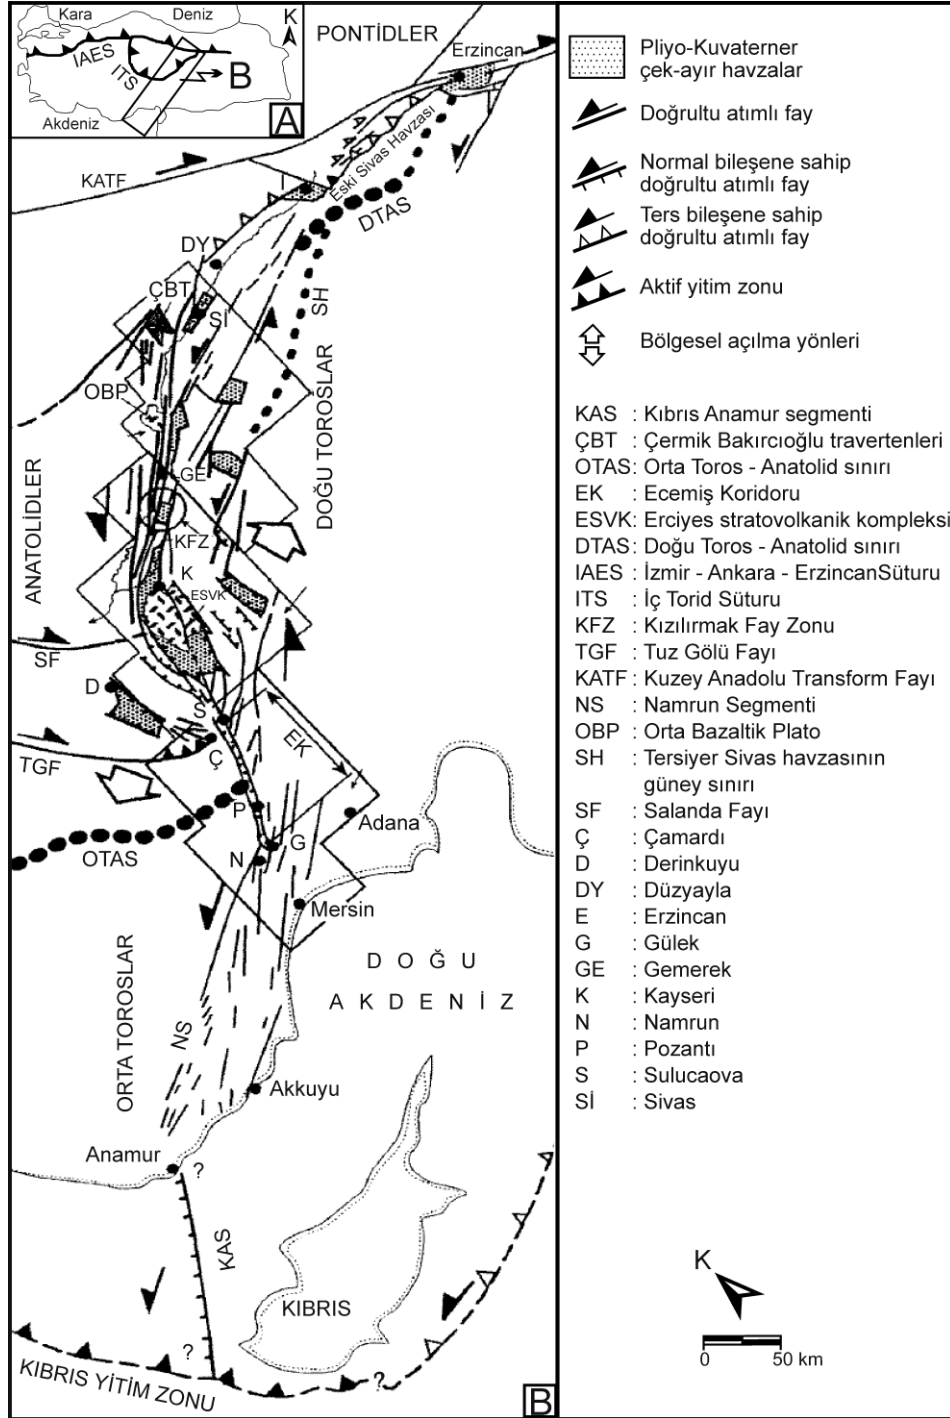 Kara
Deniz
K
IAES
ITS
B
Akdeniz
A
PONTİDLER
Erzincan
KATF
Eski Sivas Havzası
I
DTAS
DY
ÇBT
Sİ
SH
OBP
DOĞU TOROSLAR
ANATOLİDLER
GE
KFZ
K
ESVK
SF
D
S
EK
Ç
TGF
P
Adana
OTAS
N
G
Mersin
ORTA TOROSLAR
DOĞU
AKDENİZ
NS
Akkuyu
Anamur
?
KAS
KIBRIS
?
?
KIBRIS YİTİM ZONU
B
Pliyo-Kuvaterner
çek-ayır havzalar
Doğrultu atımlı fay
Normal bileşene sahip
doğrultu atımlı fay
Ters bileşene sahip
doğrultu atımlı fay
Aktif yitim zonu
Bölgesel açılma yönleri
KAS : Kıbrıs Anamur segmenti
ÇBT : Çermik Bakırcıoğlu travertenleri
OTAS: Orta Toros - Anatolid sınırı
EK : Ecemiş Koridoru
ESVK: Erciyes stratovolkanik kompleksi
DTAS: Doğu Toros - Anatolid sınırı
IAES : İzmir - Ankara - ErzincanSüturu
ITS : İç Torid Süturu
KFZ : Kızılırmak Fay Zonu
TGF : Tuz Gölü Fayı
KATF : Kuzey Anadolu Transform Fayı
NS : Namrun Segmenti
OBP : Orta Bazaltik Plato
SH : Tersiyer Sivas havzasının
güney sınırı
SF : Salanda Fayı
Ç : Çamardı
D : Derinkuyu
DY : Düzyayla
E : Erzincan
G : Gülek
GE : Gemerek
K : Kayseri
N : Namrun
P : Pozantı
S : Sulucaova
Sİ : Sivas
K
0 50 km